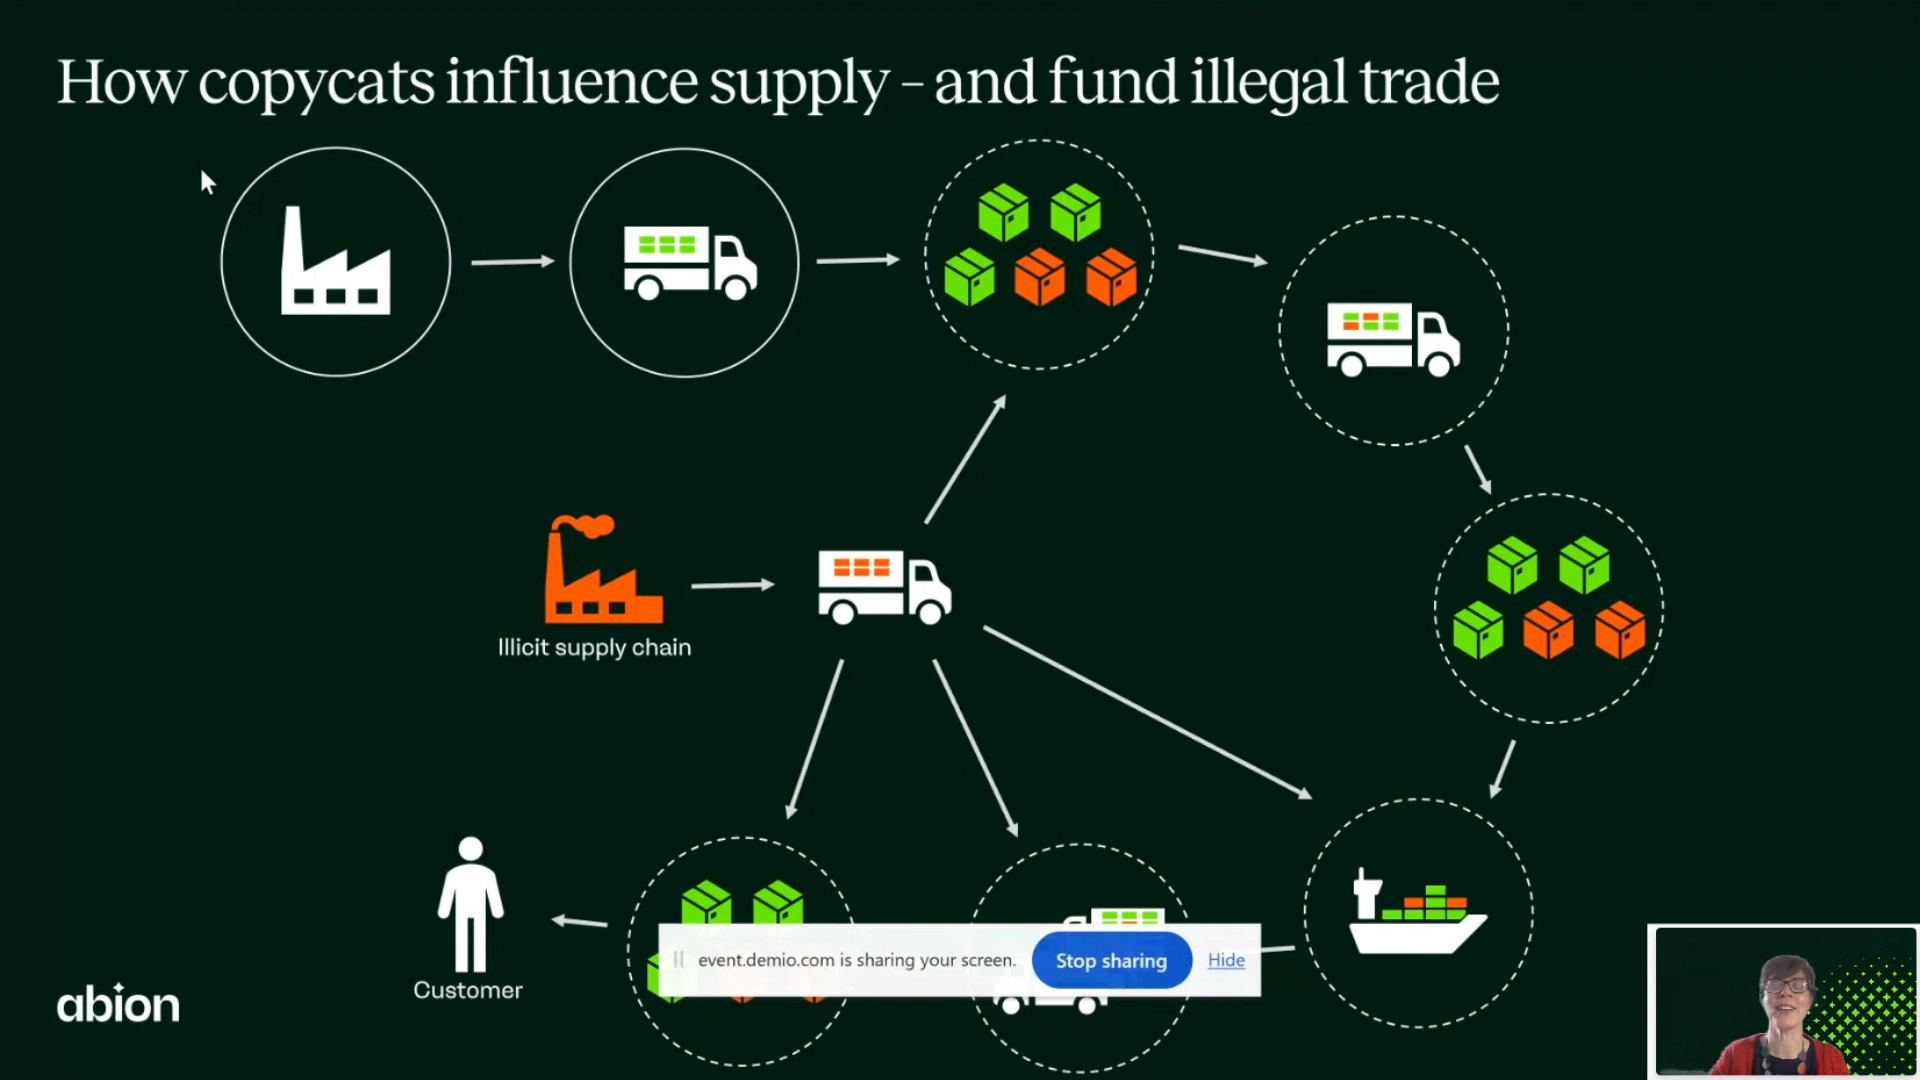 How copycats influence supply – and fund illegal trade
Illicit supply chain
Customer
event.demio.com is sharing your screen.
Stop sharing
Hide
abion